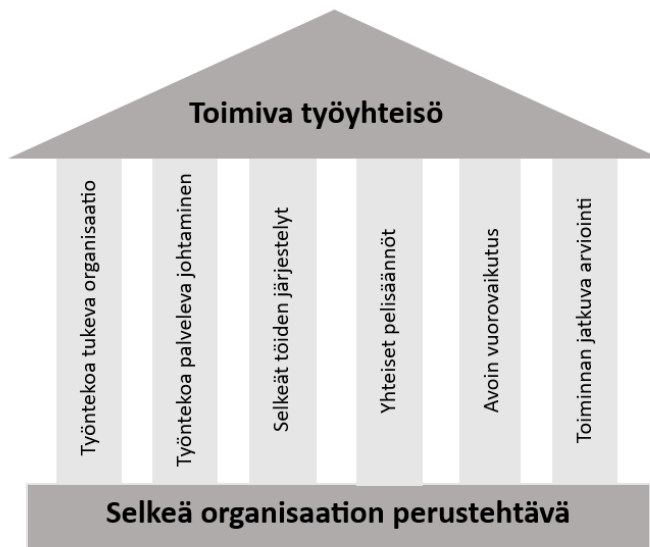 Toimiva työyhteisö
Työntekoa tukeva organisaatio
Työntekoa palveleva johtaminen
Selkeät töiden järjestelyt
Yhteiset pelisäännöt
Avoin vuorovaikutus
Toiminnan jatkuva arviointi
Selkeä organisaation perustehtävä